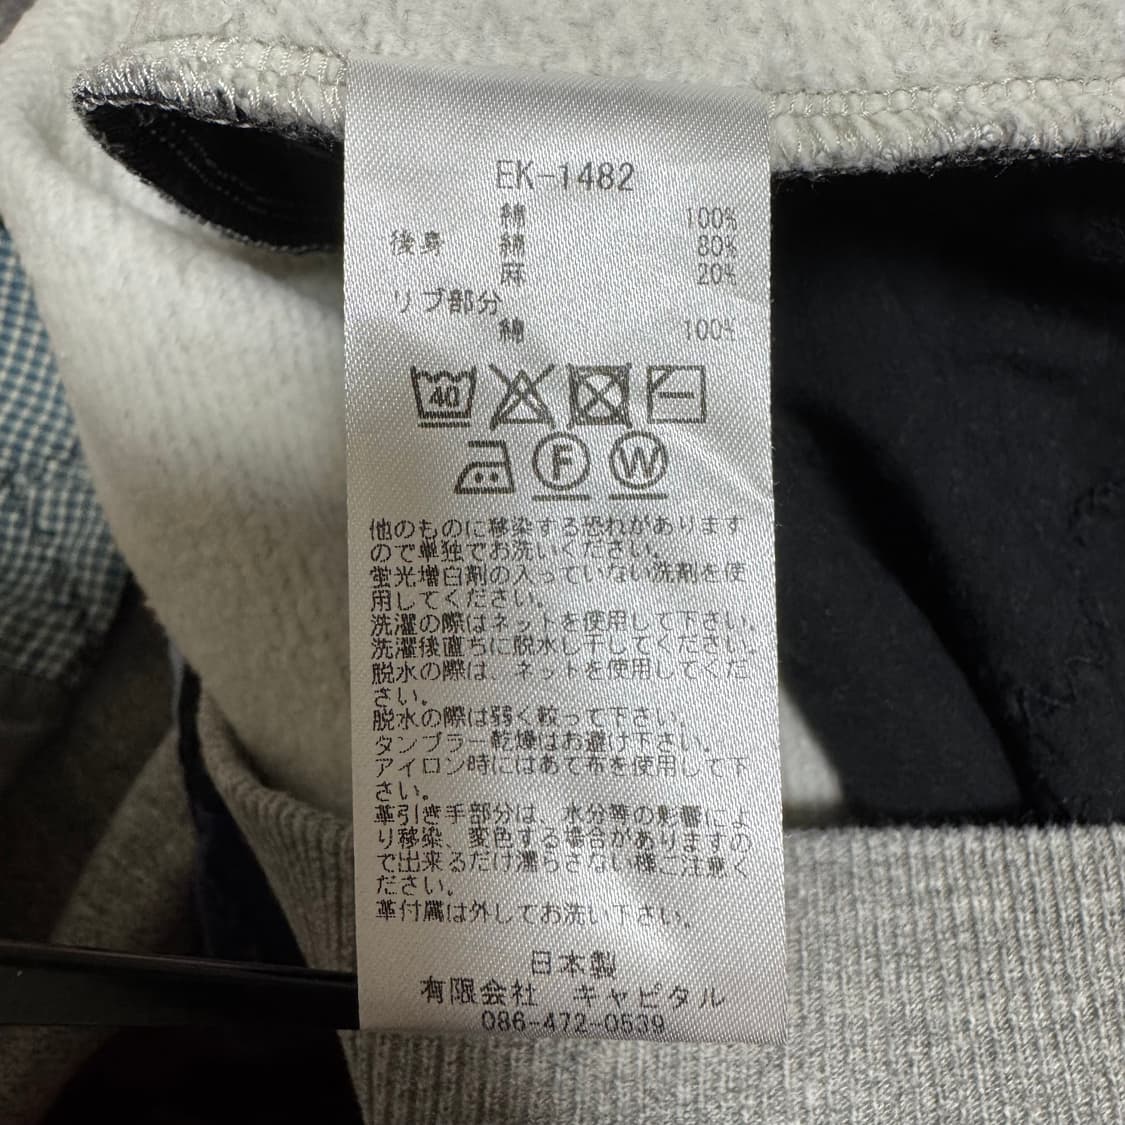 EK-1482
綿 100%
後身 綿 80%
麻 20%
リブ部分
綿 100%
40
F W
他のものに移染する恐れがあります
ので単独でお洗いください。
蛍光増白剤の入っていない洗剤を使
用してください。
洗濯の際はネットを使用して下さい。
洗濯後直ちに脱水し干してください。
脱水の際は、ネットを使用してくだ
さい。
脱水の際は弱く絞って下さい。
タンブラー乾燥はお避け下さい。
アイロン時にはあて布を使用して下
さい。
革引き手部分は、水分等の影響によ
り移染、変色する場合がありますの
で出来るだけ濡らさない様ご注意く
ださい。
革付属は外してお洗い下さい。
日本製
有限会社 キャピタル
086-472-0539